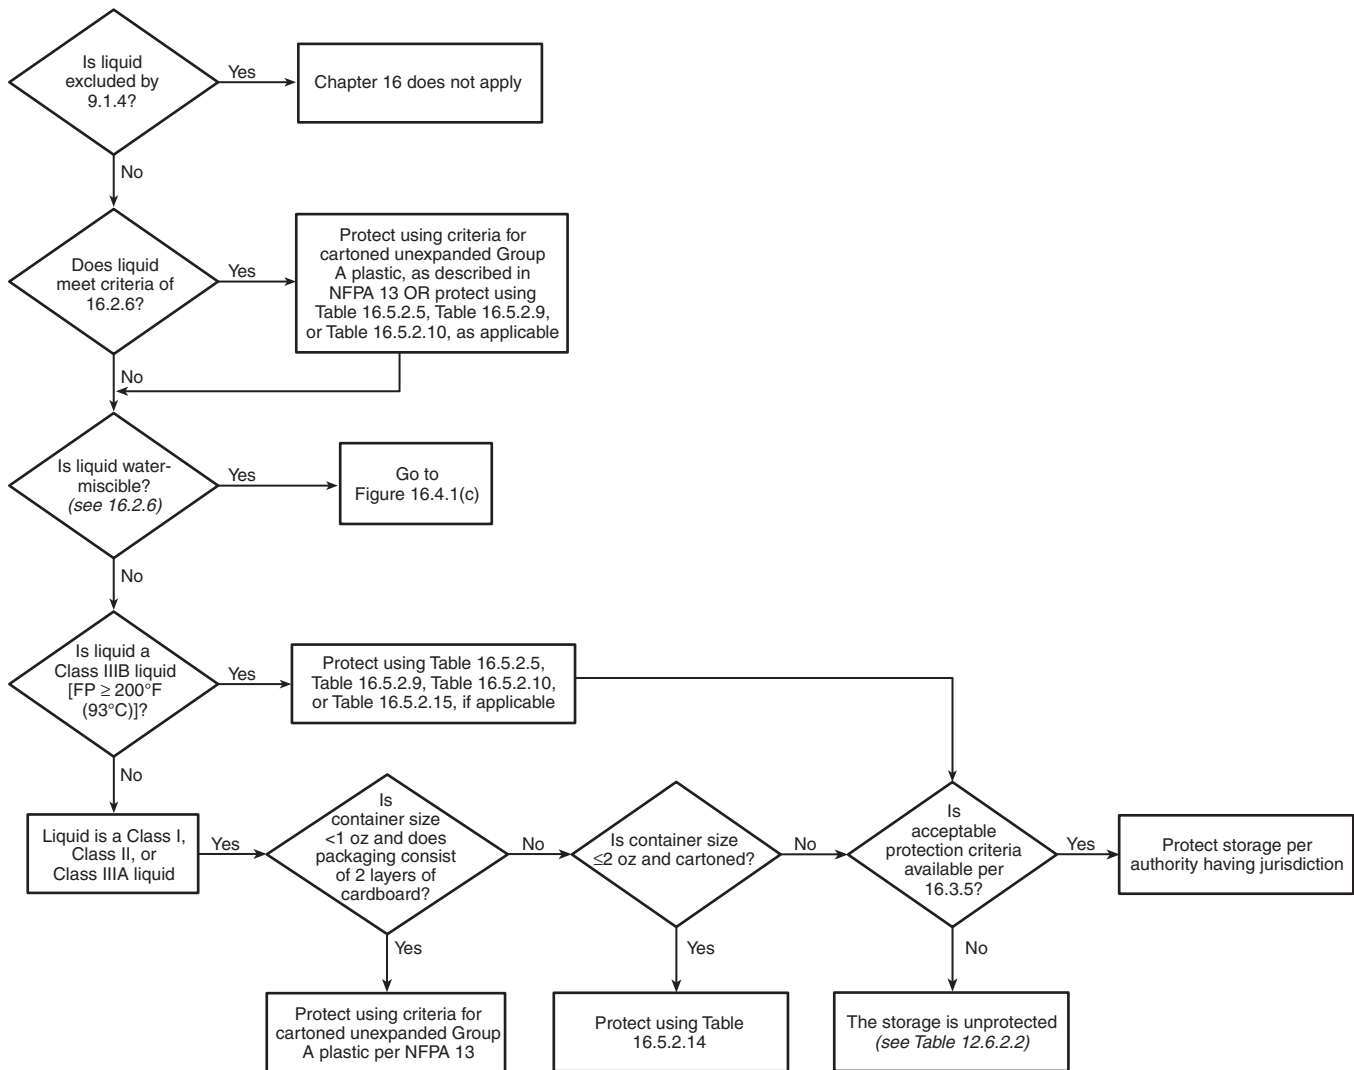 Is liquid
excluded by
9.1.4?
Yes
Chapter 16 does not apply
No
Does liquid
meet criteria of
16.2.6?
Yes
Protect using criteria for
cartoned unexpanded Group
A plastic, as described in
NFPA 13 OR protect using
Table 16.5.2.5, Table 16.5.2.9,
or Table 16.5.2.10, as applicable
No
Is liquid water-
miscible?
(see 16.2.6)
Yes
Go to
Figure 16.4.1(c)
No
Is liquid a
Class IIIB liquid
[FP ≥ 200°F
(93°C)]?
Yes
Protect using Table 16.5.2.5,
Table 16.5.2.9, Table 16.5.2.10,
or Table 16.5.2.15, if applicable
No
Liquid is a Class I,
Class II, or
Class IIIA liquid
Yes
Is
container size
<1 oz and does
packaging consist
of 2 layers of
cardboard?
No
Is container size
≤2 oz and cartoned?
No
Is
acceptable
protection criteria
available per
16.3.5?
Yes
Protect storage per
authority having jurisdiction
Yes
Protect using criteria for
cartoned unexpanded Group
A plastic per NFPA 13
Yes
Protect using Table
16.5.2.14
No
The storage is unprotected
(see Table 12.6.2.2)